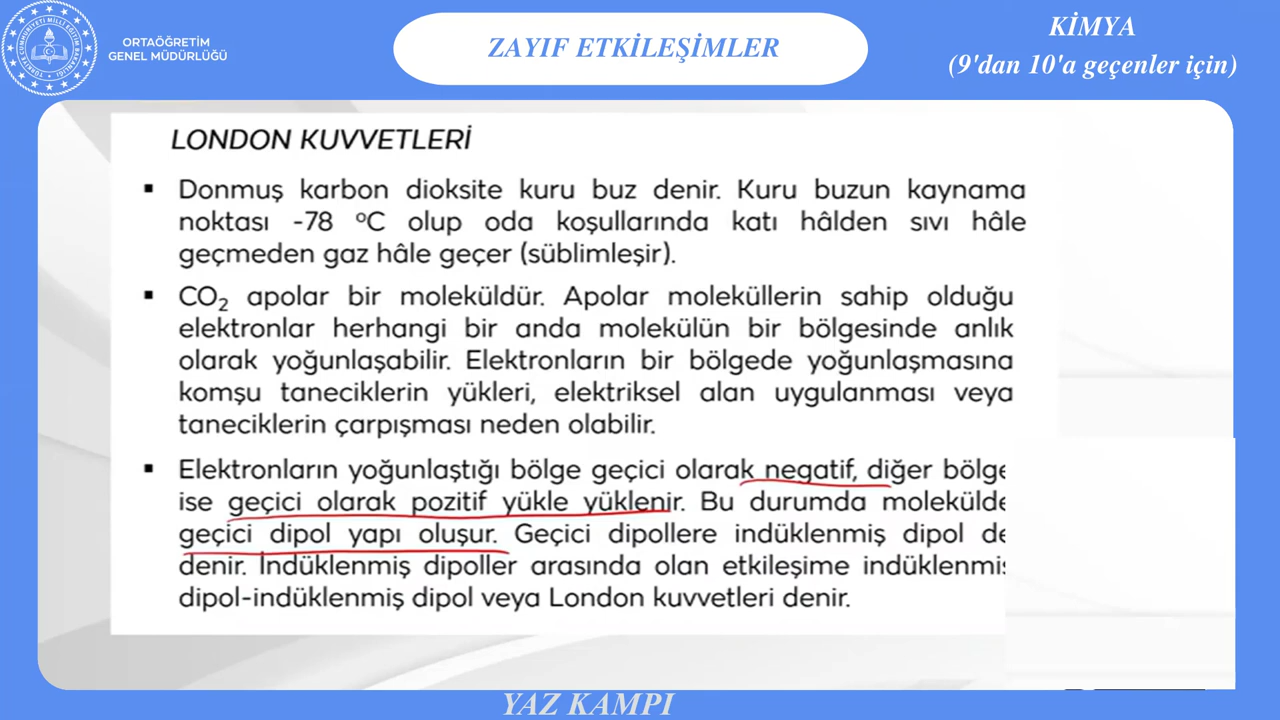 ORTAÖĞRETİM
GENEL MÜDÜRLÜĞÜ
ZAYIF ETKİLEŞİMLER
KİMYA
(9'dan 10'a geçenler için)
LONDON KUVVETLERİ
▪ Donmuş karbon dioksite kuru buz denir. Kuru buzun kaynama
noktası -78 °C olup oda koşullarında katı hâlden sıvı hâle
geçmeden gaz hâle geçer (süblimleşir).
▪ CO₂ apolar bir moleküldür. Apolar moleküllerin sahip olduğu
elektronlar herhangi bir anda molekülün bir bölgesinde anlık
olarak yoğunlaşabilir. Elektronların bir bölgede yoğunlaşmasına
komşu taneciklerin yükleri, elektriksel alan uygulanması veya
taneciklerin çarpışması neden olabilir.
▪ Elektronların yoğunlaştığı bölge geçici olarak negatif, diğer bölge
ise geçici olarak pozitif yükle yüklenir. Bu durumda molekülde
geçici dipol yapı oluşur. Geçici dipollere indüklenmiş dipol de
denir. İndüklenmiş dipoller arasında olan etkileşime indüklenmiş
dipol-indüklenmiş dipol veya London kuvvetleri denir.
YAZ KAMPI